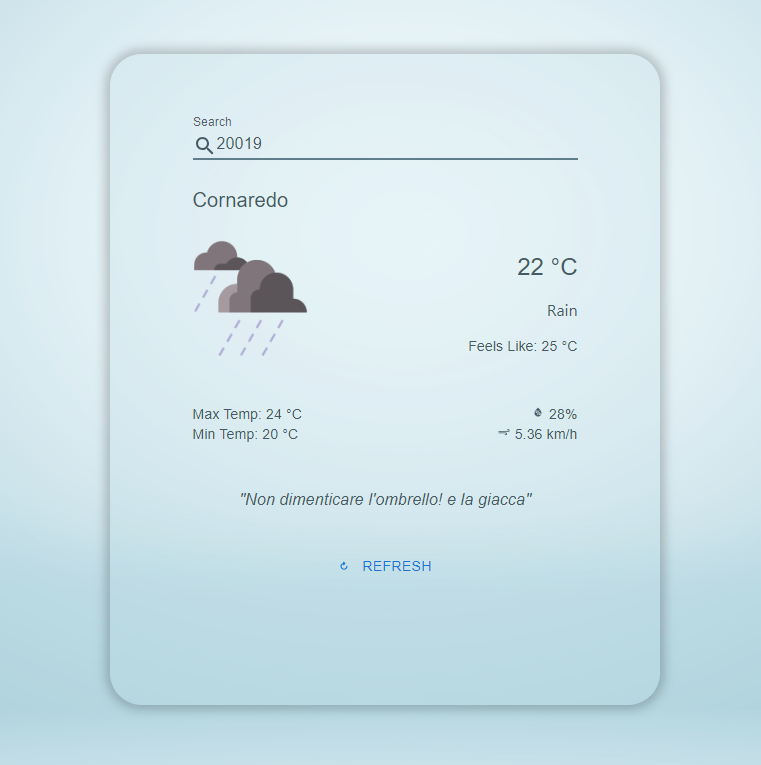 Search
20019
Cornaredo
22 °C
Rain
Feels Like: 25 °C
Max Temp: 24 °C
28%
Min Temp: 20 °C
5.36 km/h
"Non dimenticare l'ombrello! e la giacca"
REFRESH